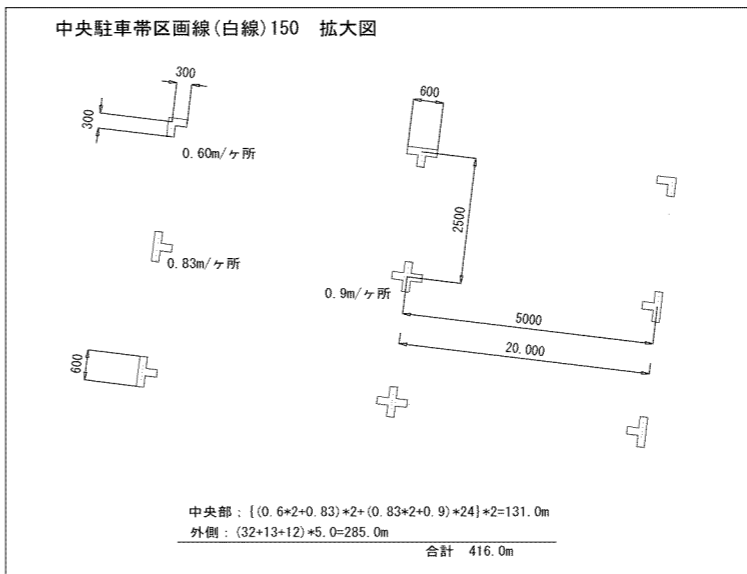 中央駐車帯区画線(白線)150　拡大図
300
300
0.60m/ヶ所
600
2500
0.83m/ヶ所
0.9m/ヶ所
5000
20.000
600
中央部：{(0.6*2+0.83)*2+(0.83*2+0.9)*24}*2=131.0m
外側：(32+13+12)*5.0=285.0m
合計　416.0m